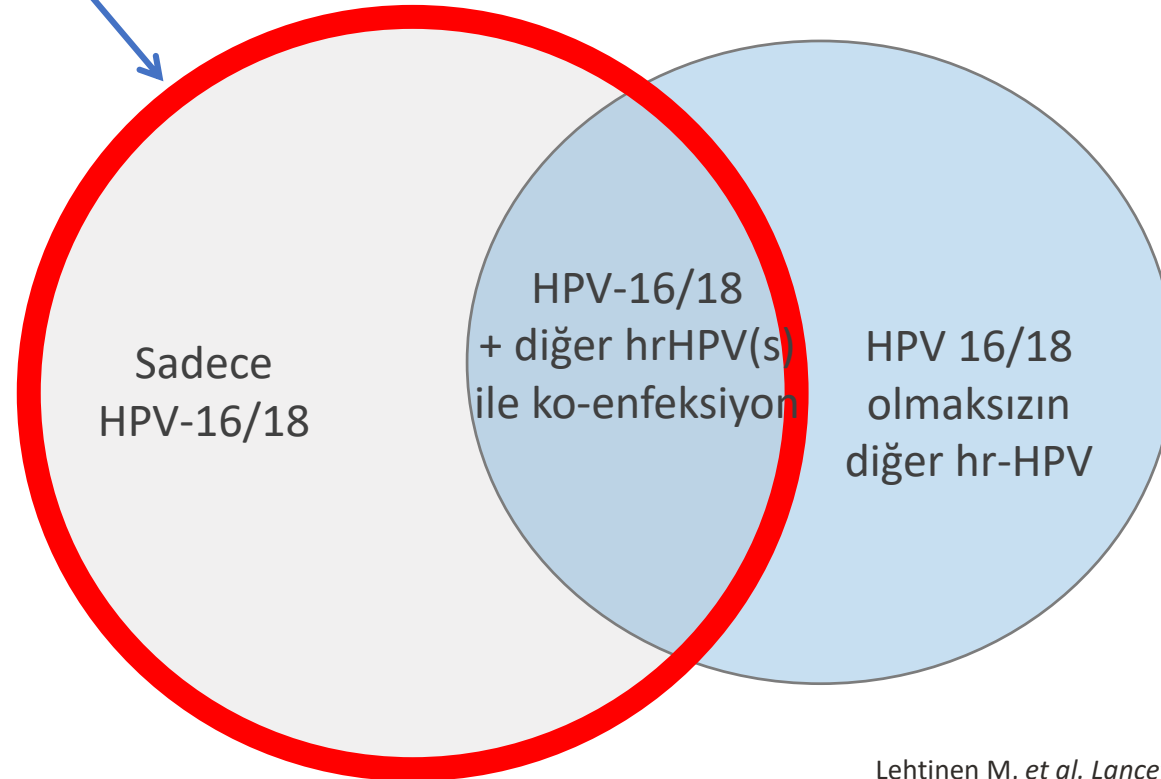 Sadece
HPV-16/18
HPV-16/18
+ diğer hrHPV(s)
ile ko-enfeksiyon
HPV 16/18
olmaksızın
diğer hr-HPV
Lehtinen M. et al. Lance